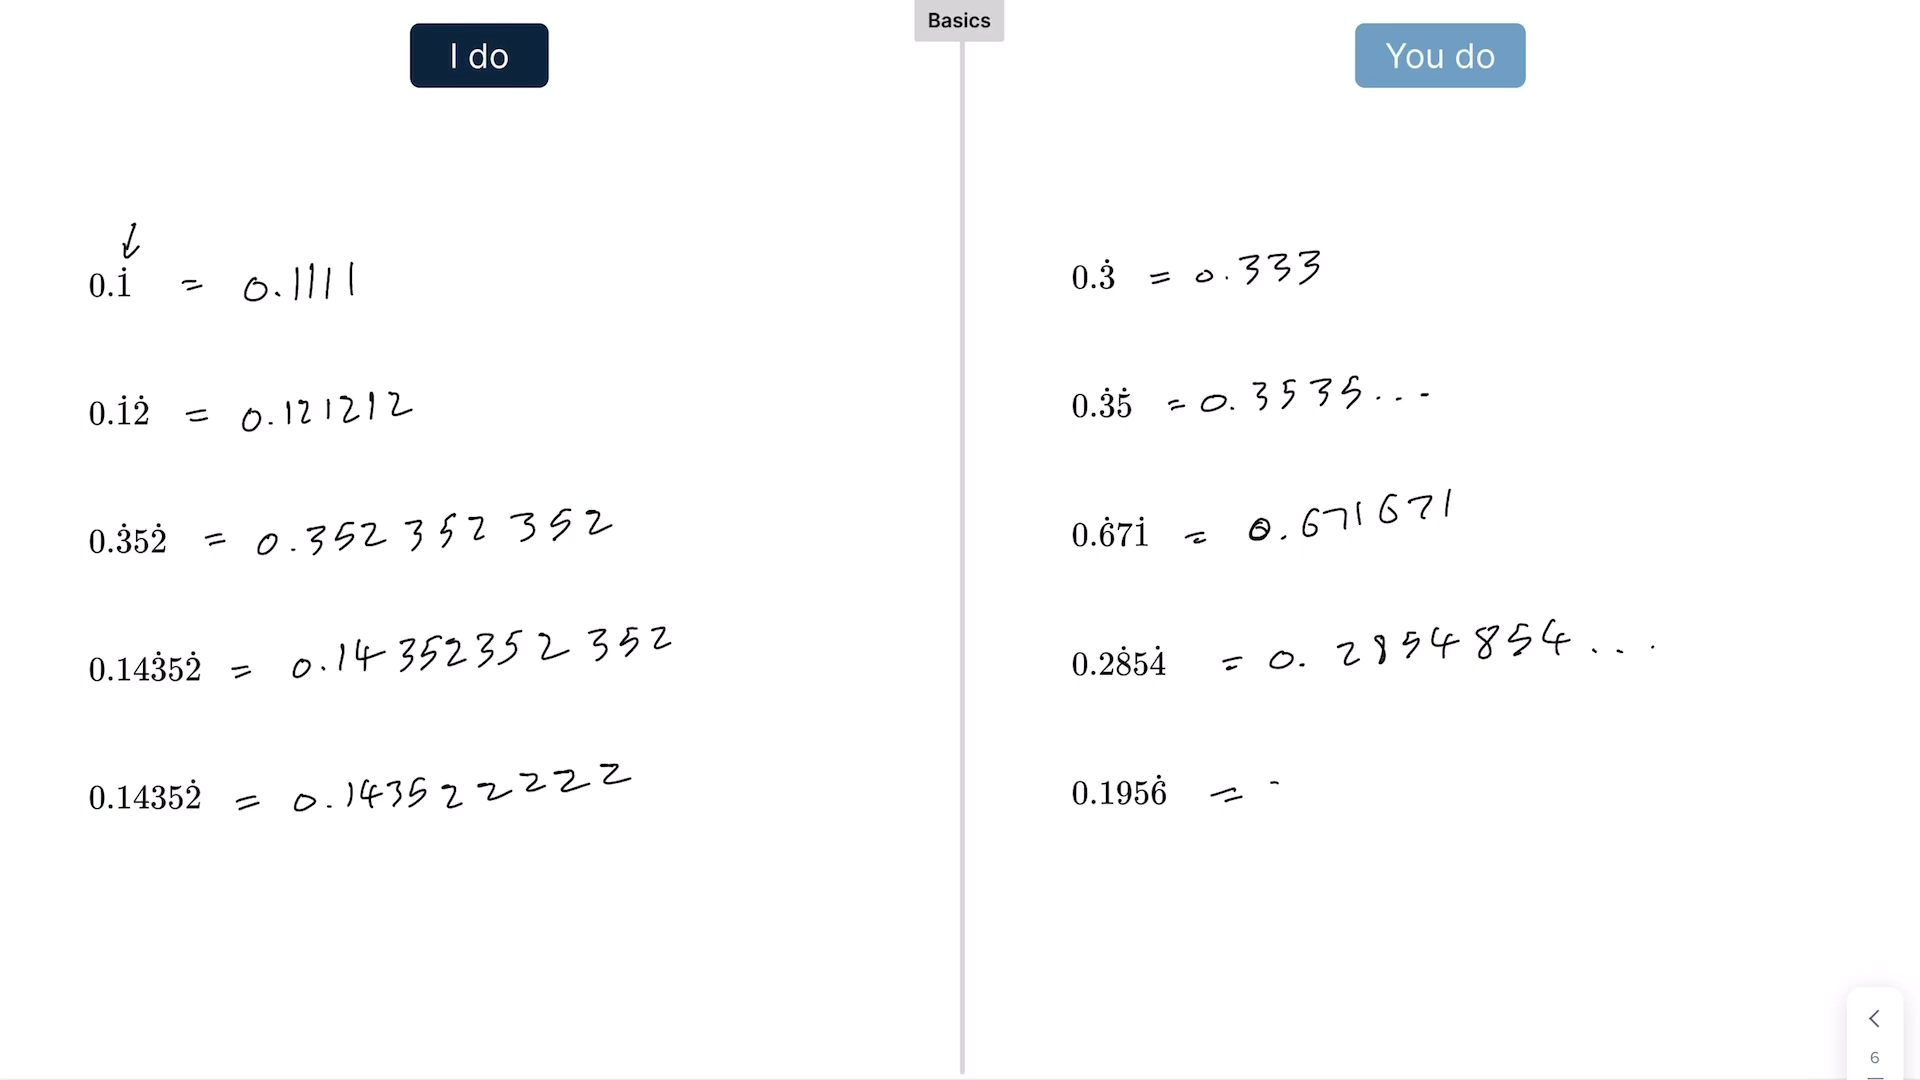 Basics
I do
0.1̇ = 0.1111
0.1̇2̇ = 0.121212
0.3̇52̇ = 0.352 352 352
0.143̇52̇ = 0.14 352352 352
0.14352̇ = 0.143522222
You do
0.3̇ = 0.333
0.3̇5̇ = 0.3535...
0.6̇71̇ = 0.671671
0.28̇54̇ = 0.2854854...
0.1956̇ =
6